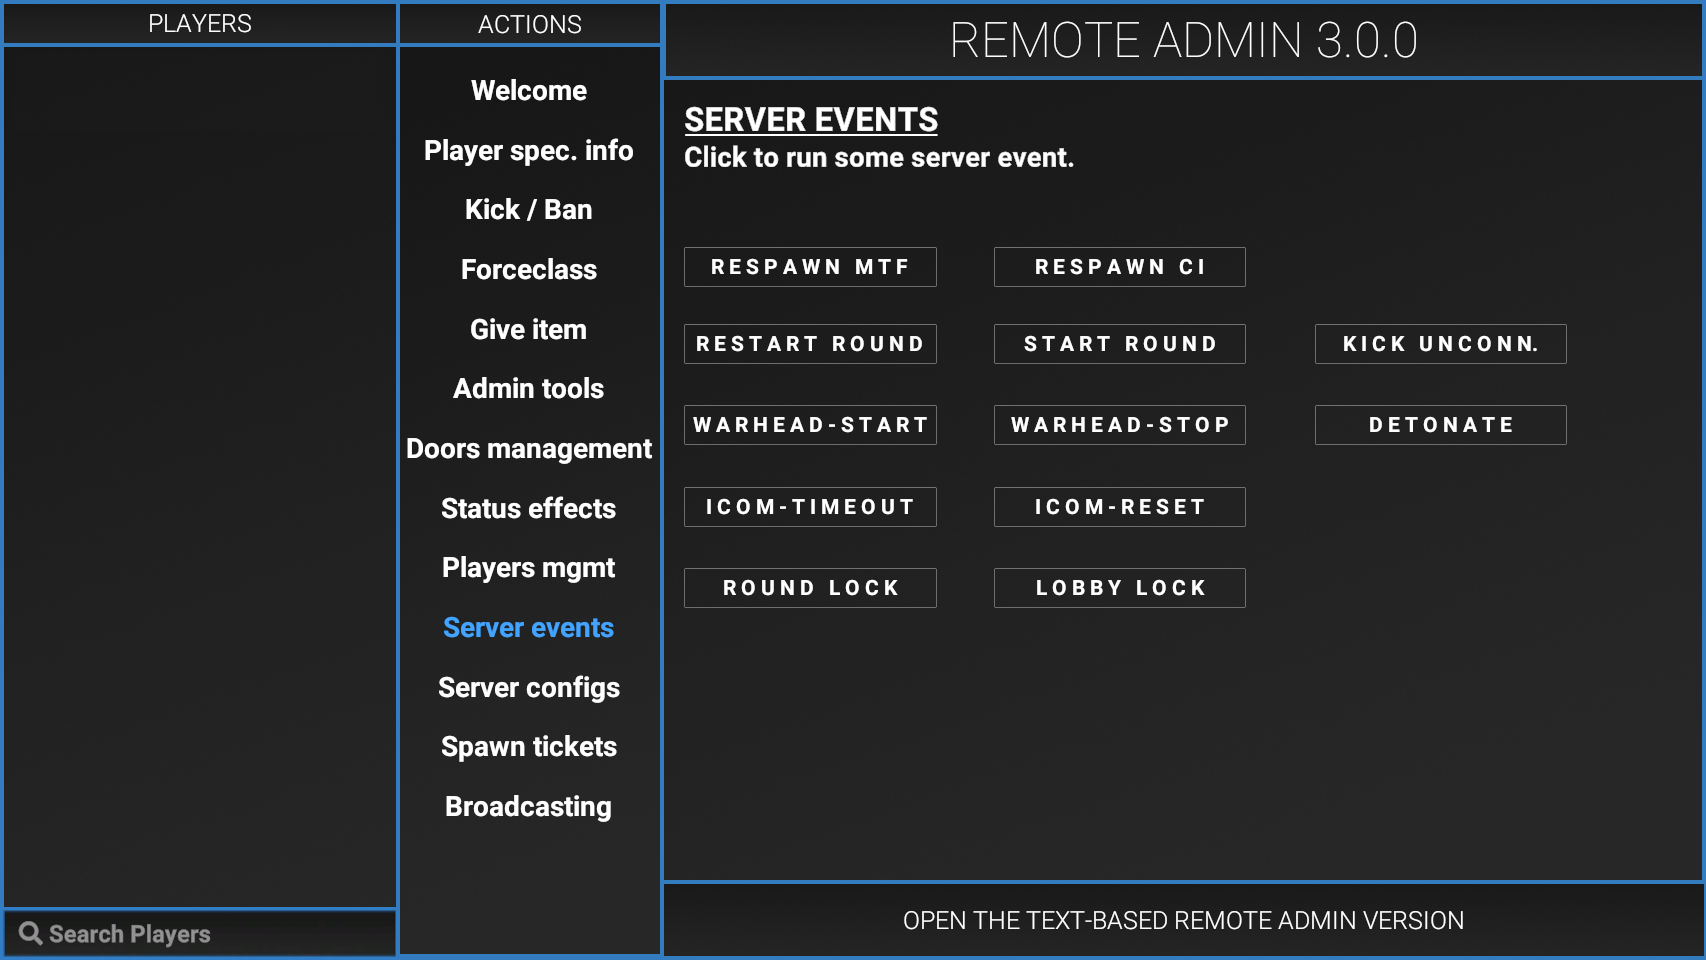 PLAYERS
Search Players
ACTIONS
Welcome
Player spec. info
Kick / Ban
Forceclass
Give item
Admin tools
Doors management
Status effects
Players mgmt
Server events
Server configs
Spawn tickets
Broadcasting
REMOTE ADMIN 3.0.0
SERVER EVENTS
Click to run some server event.
RESPAWN MTF RESPAWN CI
RESTART ROUND START ROUND KICK UNCONN.
WARHEAD-START WARHEAD-STOP DETONATE
ICOM-TIMEOUT ICOM-RESET
ROUND LOCK LOBBY LOCK
OPEN THE TEXT-BASED REMOTE ADMIN VERSION